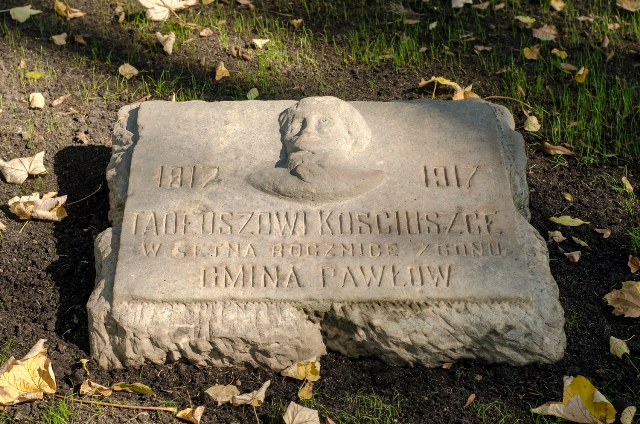 1817 1917
TADEUSZOWI KOŚCIUSZCE
W SETNĄ ROCZNICĘ ZGONU
GMINA PAWŁÓW